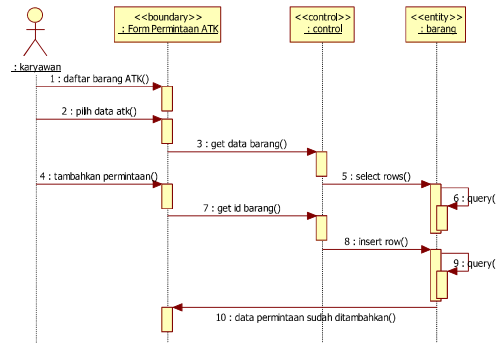 <<boundary>>
: Form Permintaan ATK
<<control>>
: control
<<entity>>
: barang
: karyawan
1 : daftar barang ATK()
2 : pilih data atk()
3 : get data barang()
4 : tambahkan permintaan()
5 : select rows()
6 : query(
7 : get id barang()
8 : insert row()
9 : query(
10 : data permintaan sudah ditambahkan()